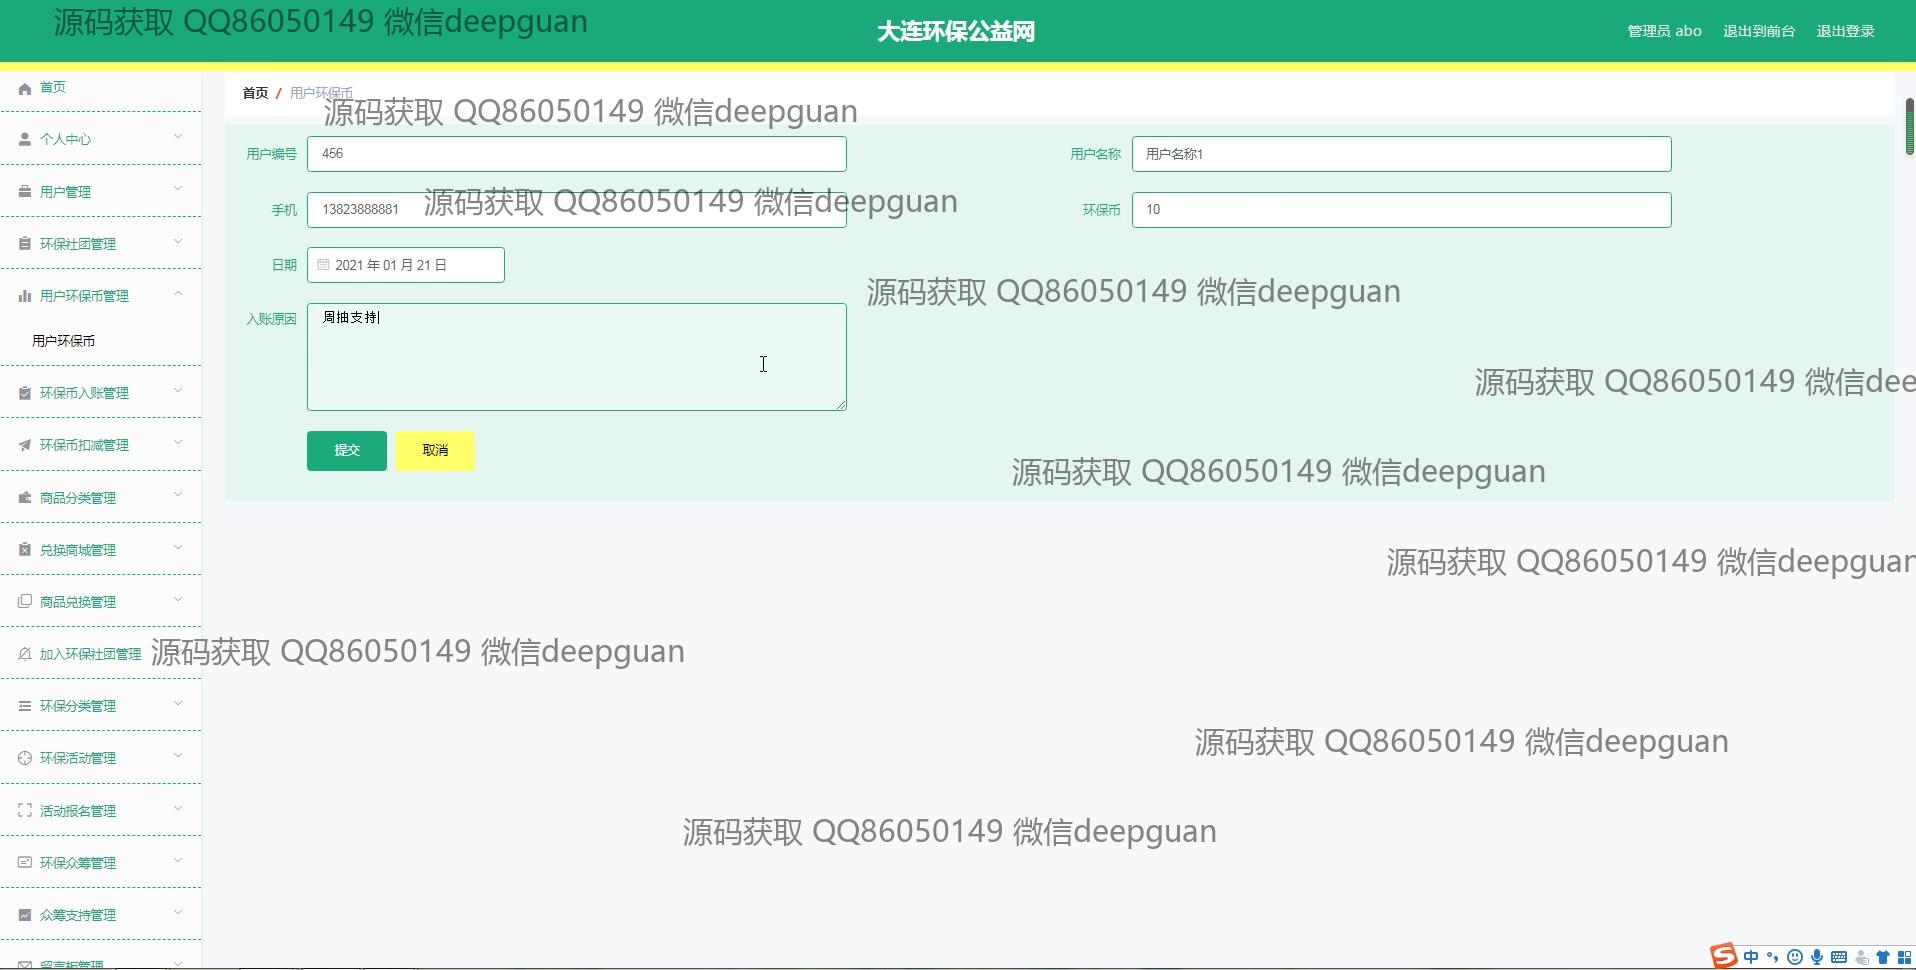 源码获取 QQ86050149 微信deepguan
大连环保公益网
管理员 abo 退出到前台 退出登录
首页
首页 / 用户环保币
源码获取 QQ86050149 微信deepguan
个人中心
用户编号 456
用户名称 用户名称1
用户管理
源码获取 QQ86050149 微信deepguan
手机 13823888881
环保币 10
环保社团管理
日期 2021 年 01 月 21 日
用户环保币管理
源码获取 QQ86050149 微信deepguan
入账原因 周抽支持
用户环保币
源码获取 QQ86050149 微信dee
环保币入账管理
环保币扣减管理
提交 取消
源码获取 QQ86050149 微信deepguan
商品分类管理
兑换商城管理
源码获取 QQ86050149 微信deepguan
商品兑换管理
加入环保社团管理
源码获取 QQ86050149 微信deepguan
环保分类管理
源码获取 QQ86050149 微信deepguan
环保活动管理
活动报名管理
源码获取 QQ86050149 微信deepguan
环保众筹管理
众筹支持管理
留言板管理
中